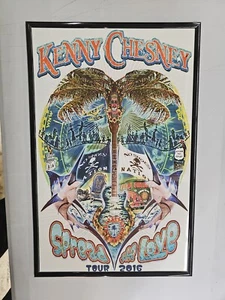 KENNY CHESNEY
Spread the Love
TOUR 2016